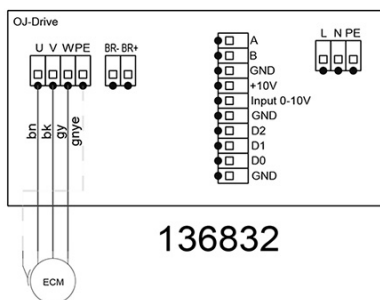 OJ-Drive
U V W PE
BR- BR+
L N PE
A
B
GND
+10V
Input 0-10V
GND
D2
D1
D0
GND
bn
bk
gy
gnye
136832
ECM